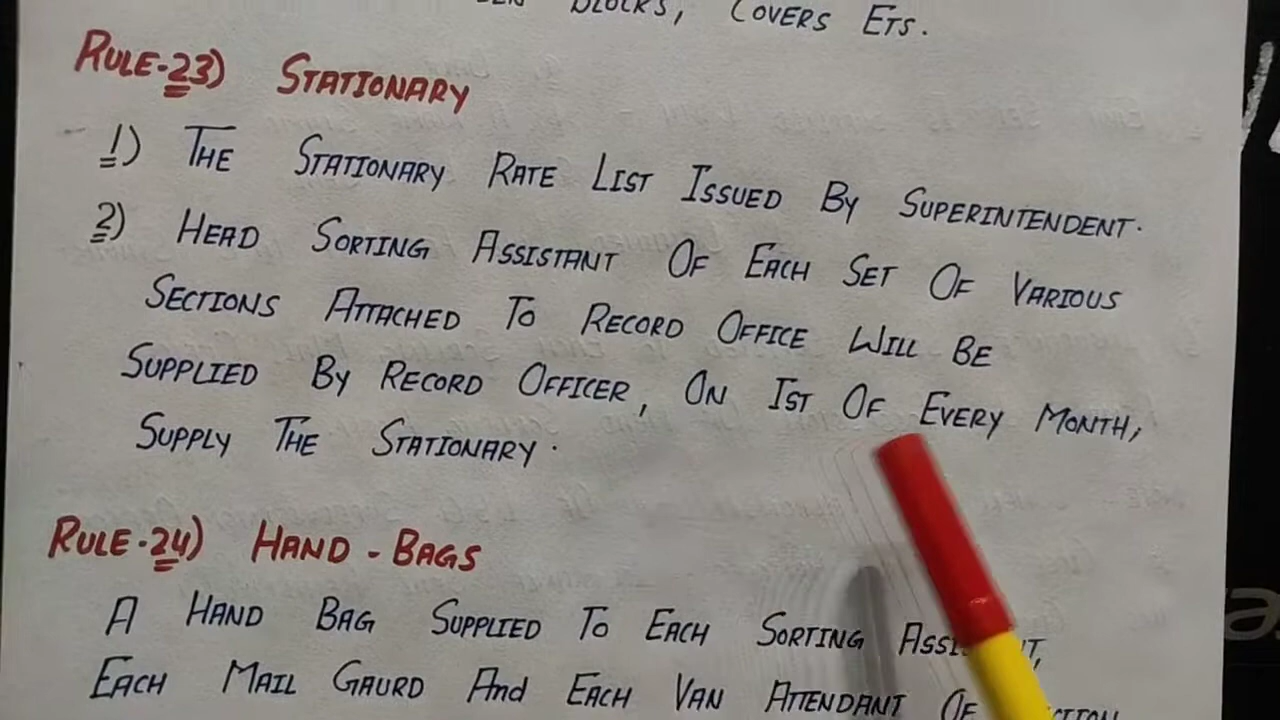 BLOCKS, COVERS ETS.
RULE-23) STATIONARY
1) THE STATIONARY RATE LIST ISSUED BY SUPERINTENDENT.
2) HEAD SORTING ASSISTANT OF EACH SET OF VARIOUS
SECTIONS ATTACHED TO RECORD OFFICE WILL BE
SUPPLIED BY RECORD OFFICER, ON IST OF EVERY MONTH,
SUPPLY THE STATIONARY.
RULE-24) HAND-BAGS
A HAND BAG SUPPLIED TO EACH SORTING
EACH MAIL GAURD AND EACH VAN ATTENDANT OF